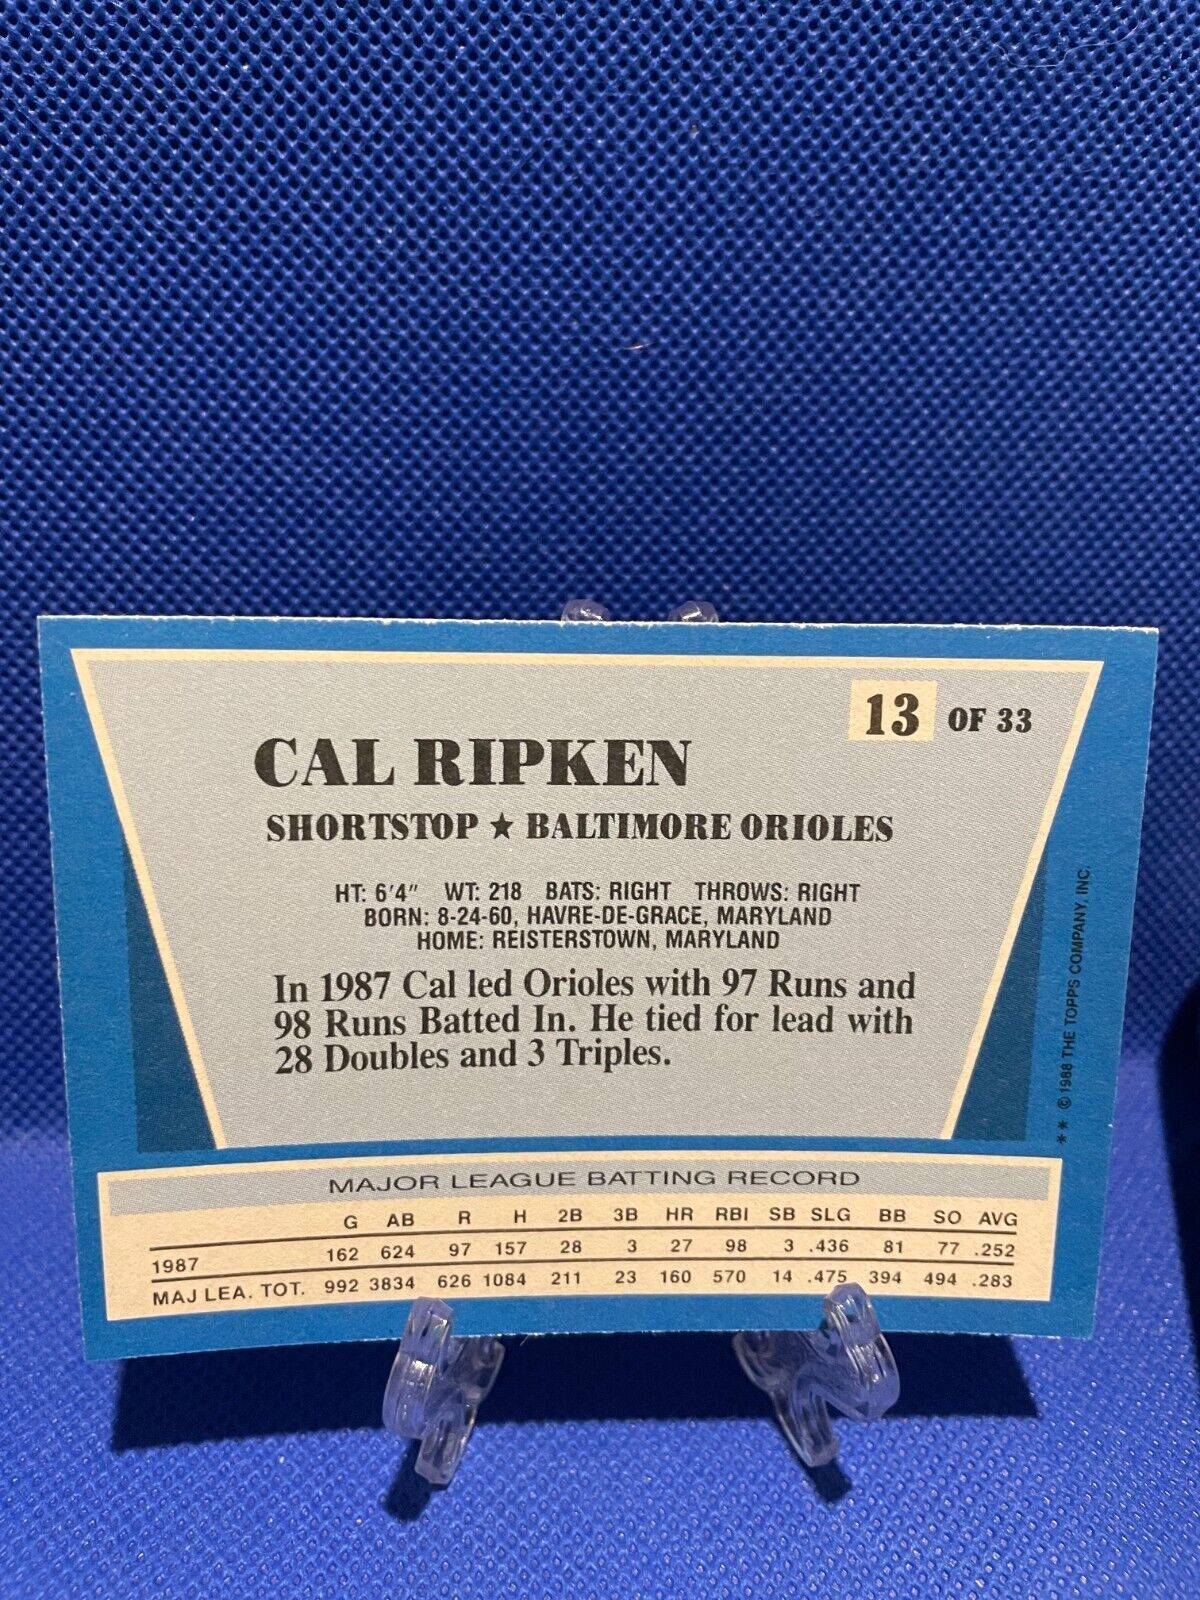 13 OF 33
CAL RIPKEN
SHORTSTOP ★ BALTIMORE ORIOLES
HT: 6'4" WT: 218 BATS: RIGHT THROWS: RIGHT
BORN: 8-24-60, HAVRE-DE-GRACE, MARYLAND
HOME: REISTERSTOWN, MARYLAND
In 1987 Cal led Orioles with 97 Runs and
98 Runs Batted In. He tied for lead with
28 Doubles and 3 Triples.
** © 1988 THE TOPPS COMPANY, INC.
MAJOR LEAGUE BATTING RECORD
G AB R H 2B 3B HR RBI SB SLG BB SO AVG
1987 162 624 97 157 28 3 27 98 3 .436 81 77 .252
MAJ LEA. TOT. 992 3834 626 1084 211 23 160 570 14 .475 394 494 .283